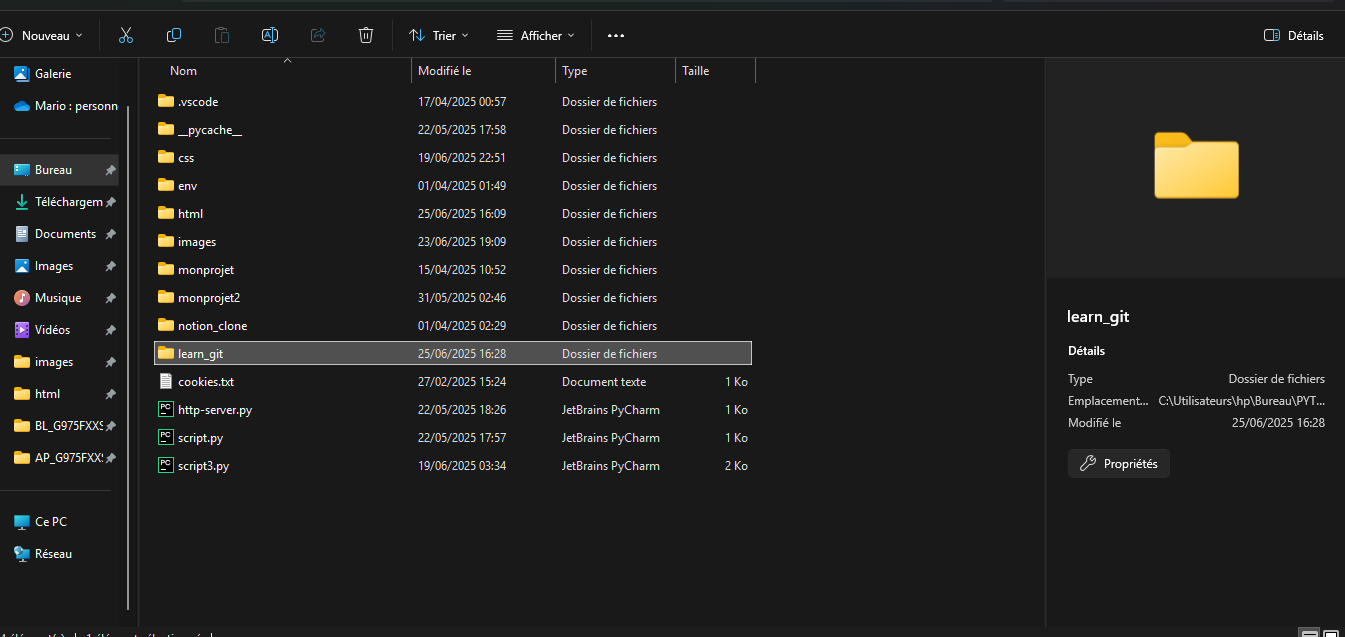 Nouveau Trier Afficher Détails
Nom Modifié le Type Taille
Galerie
Mario : personn
Bureau
Téléchargem
Documents
Images
Musique
Vidéos
images
html
BL_G975FXXS
AP_G975FXXS
Ce PC
Réseau
.vscode 17/04/2025 00:57 Dossier de fichiers
__pycache__ 22/05/2025 17:58 Dossier de fichiers
css 19/06/2025 22:51 Dossier de fichiers
env 01/04/2025 01:49 Dossier de fichiers
html 25/06/2025 16:09 Dossier de fichiers
images 23/06/2025 19:09 Dossier de fichiers
monprojet 15/04/2025 10:52 Dossier de fichiers
monprojet2 31/05/2025 02:46 Dossier de fichiers
notion_clone 01/04/2025 02:29 Dossier de fichiers
learn_git 25/06/2025 16:28 Dossier de fichiers
cookies.txt 27/02/2025 15:24 Document texte 1 Ko
http-server.py 22/05/2025 18:26 JetBrains PyCharm 1 Ko
script.py 22/05/2025 17:57 JetBrains PyCharm 1 Ko
script3.py 19/06/2025 03:34 JetBrains PyCharm 2 Ko
learn_git
Détails
Type Dossier de fichiers
Emplacement... C:\Utilisateurs\hp\Bureau\PYT...
Modifié le 25/06/2025 16:28
Propriétés